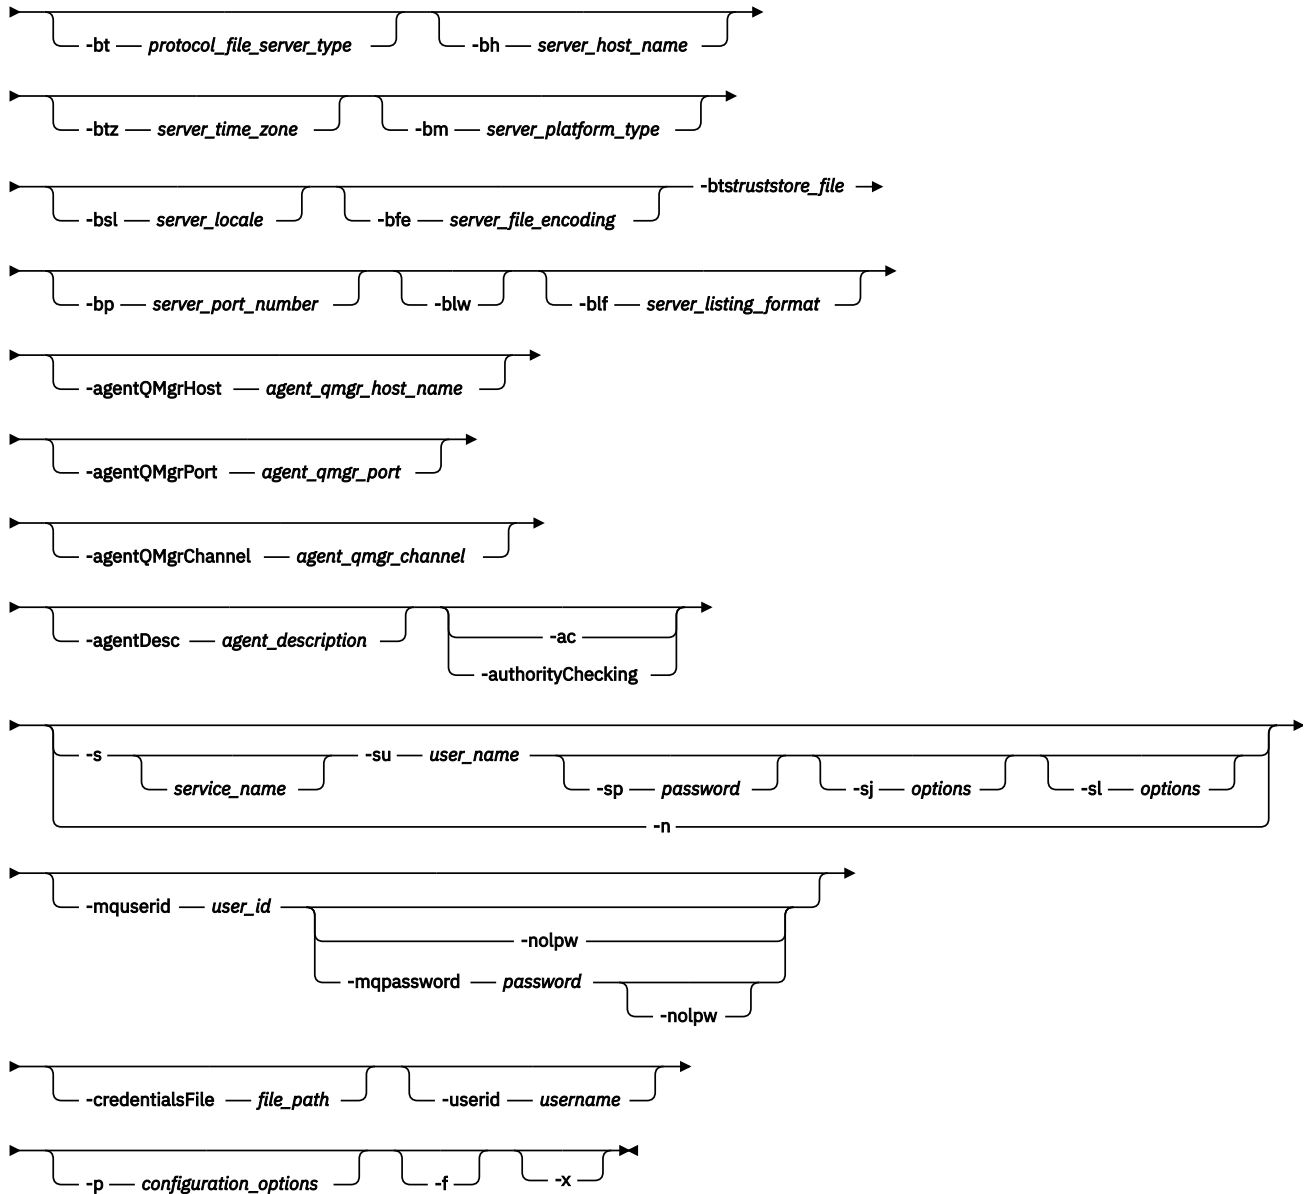 -bt protocol_file_server_type -bh server_host_name
-btz server_time_zone -bm server_platform_type
-btstruststore_file
-bsl server_locale -bfe server_file_encoding
-bp server_port_number -blw -blf server_listing_format
-agentQMgrHost agent_qmgr_host_name
-agentQMgrPort agent_qmgr_port
-agentQMgrChannel agent_qmgr_channel
-agentDesc agent_description -ac
-authorityChecking
-s -su user_name
service_name -sp password -sj options -sl options
-n
-mquserid user_id
-nolpw
-mqpassword password
-nolpw
-credentialsFile file_path -userid username
-p configuration_options -f -x